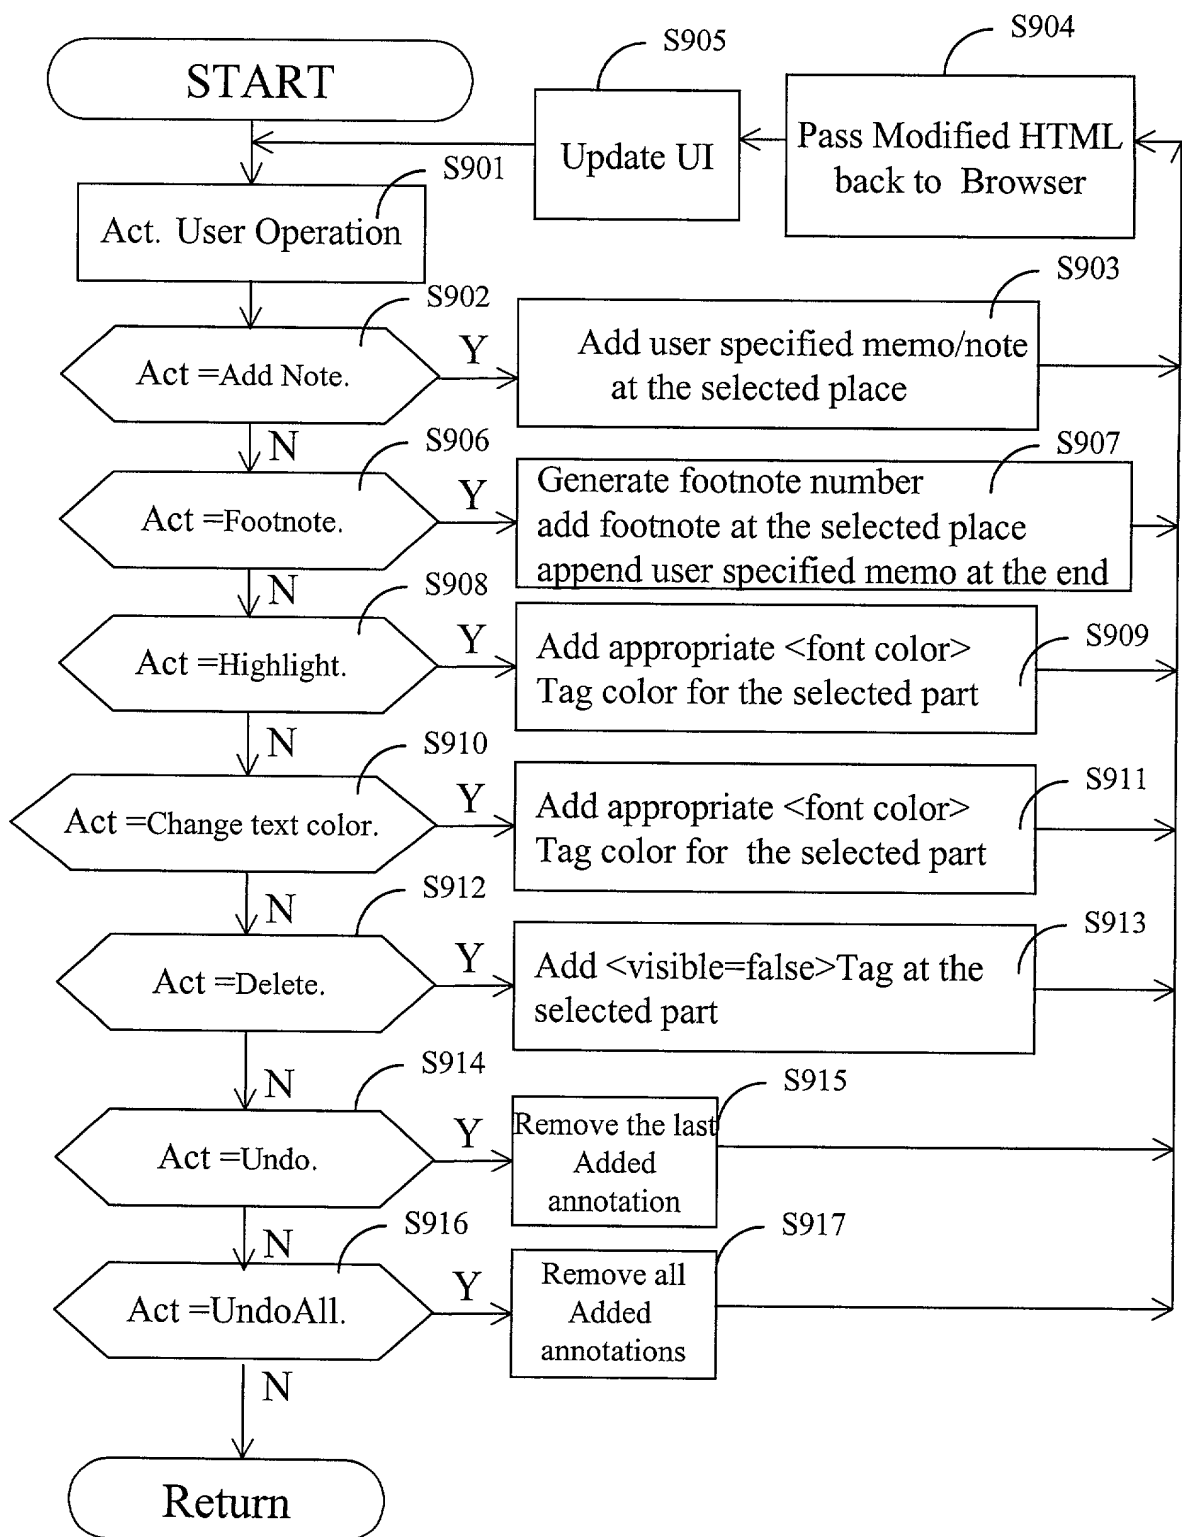 START
S905
Update UI
S904
Pass Modified HTML
back to Browser
S901
Act. User Operation
S902
Act =Add Note.
Y
S903
Add user specified memo/note
at the selected place
N
S906
Act =Footnote.
Y
S907
Generate footnote number
add footnote at the selected place
append user specified memo at the end
N
S908
Act =Highlight.
Y
S909
Add appropriate <font color>
Tag color for the selected part
N
S910
Act =Change text color.
Y
S911
Add appropriate <font color>
Tag color for the selected part
N
S912
Act =Delete.
Y
S913
Add <visible=false>Tag at the
selected part
N
S914
Act =Undo.
Y
S915
Remove the last
Added
annotation
N
S916
Act =UndoAll.
Y
S917
Remove all
Added
annotations
N
Return